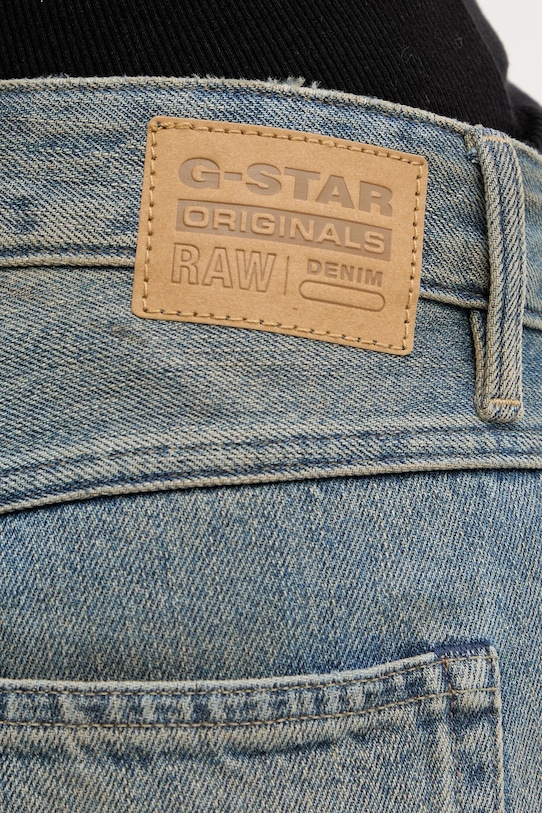 G-STAR
ORIGINALS
RAW | DENIM